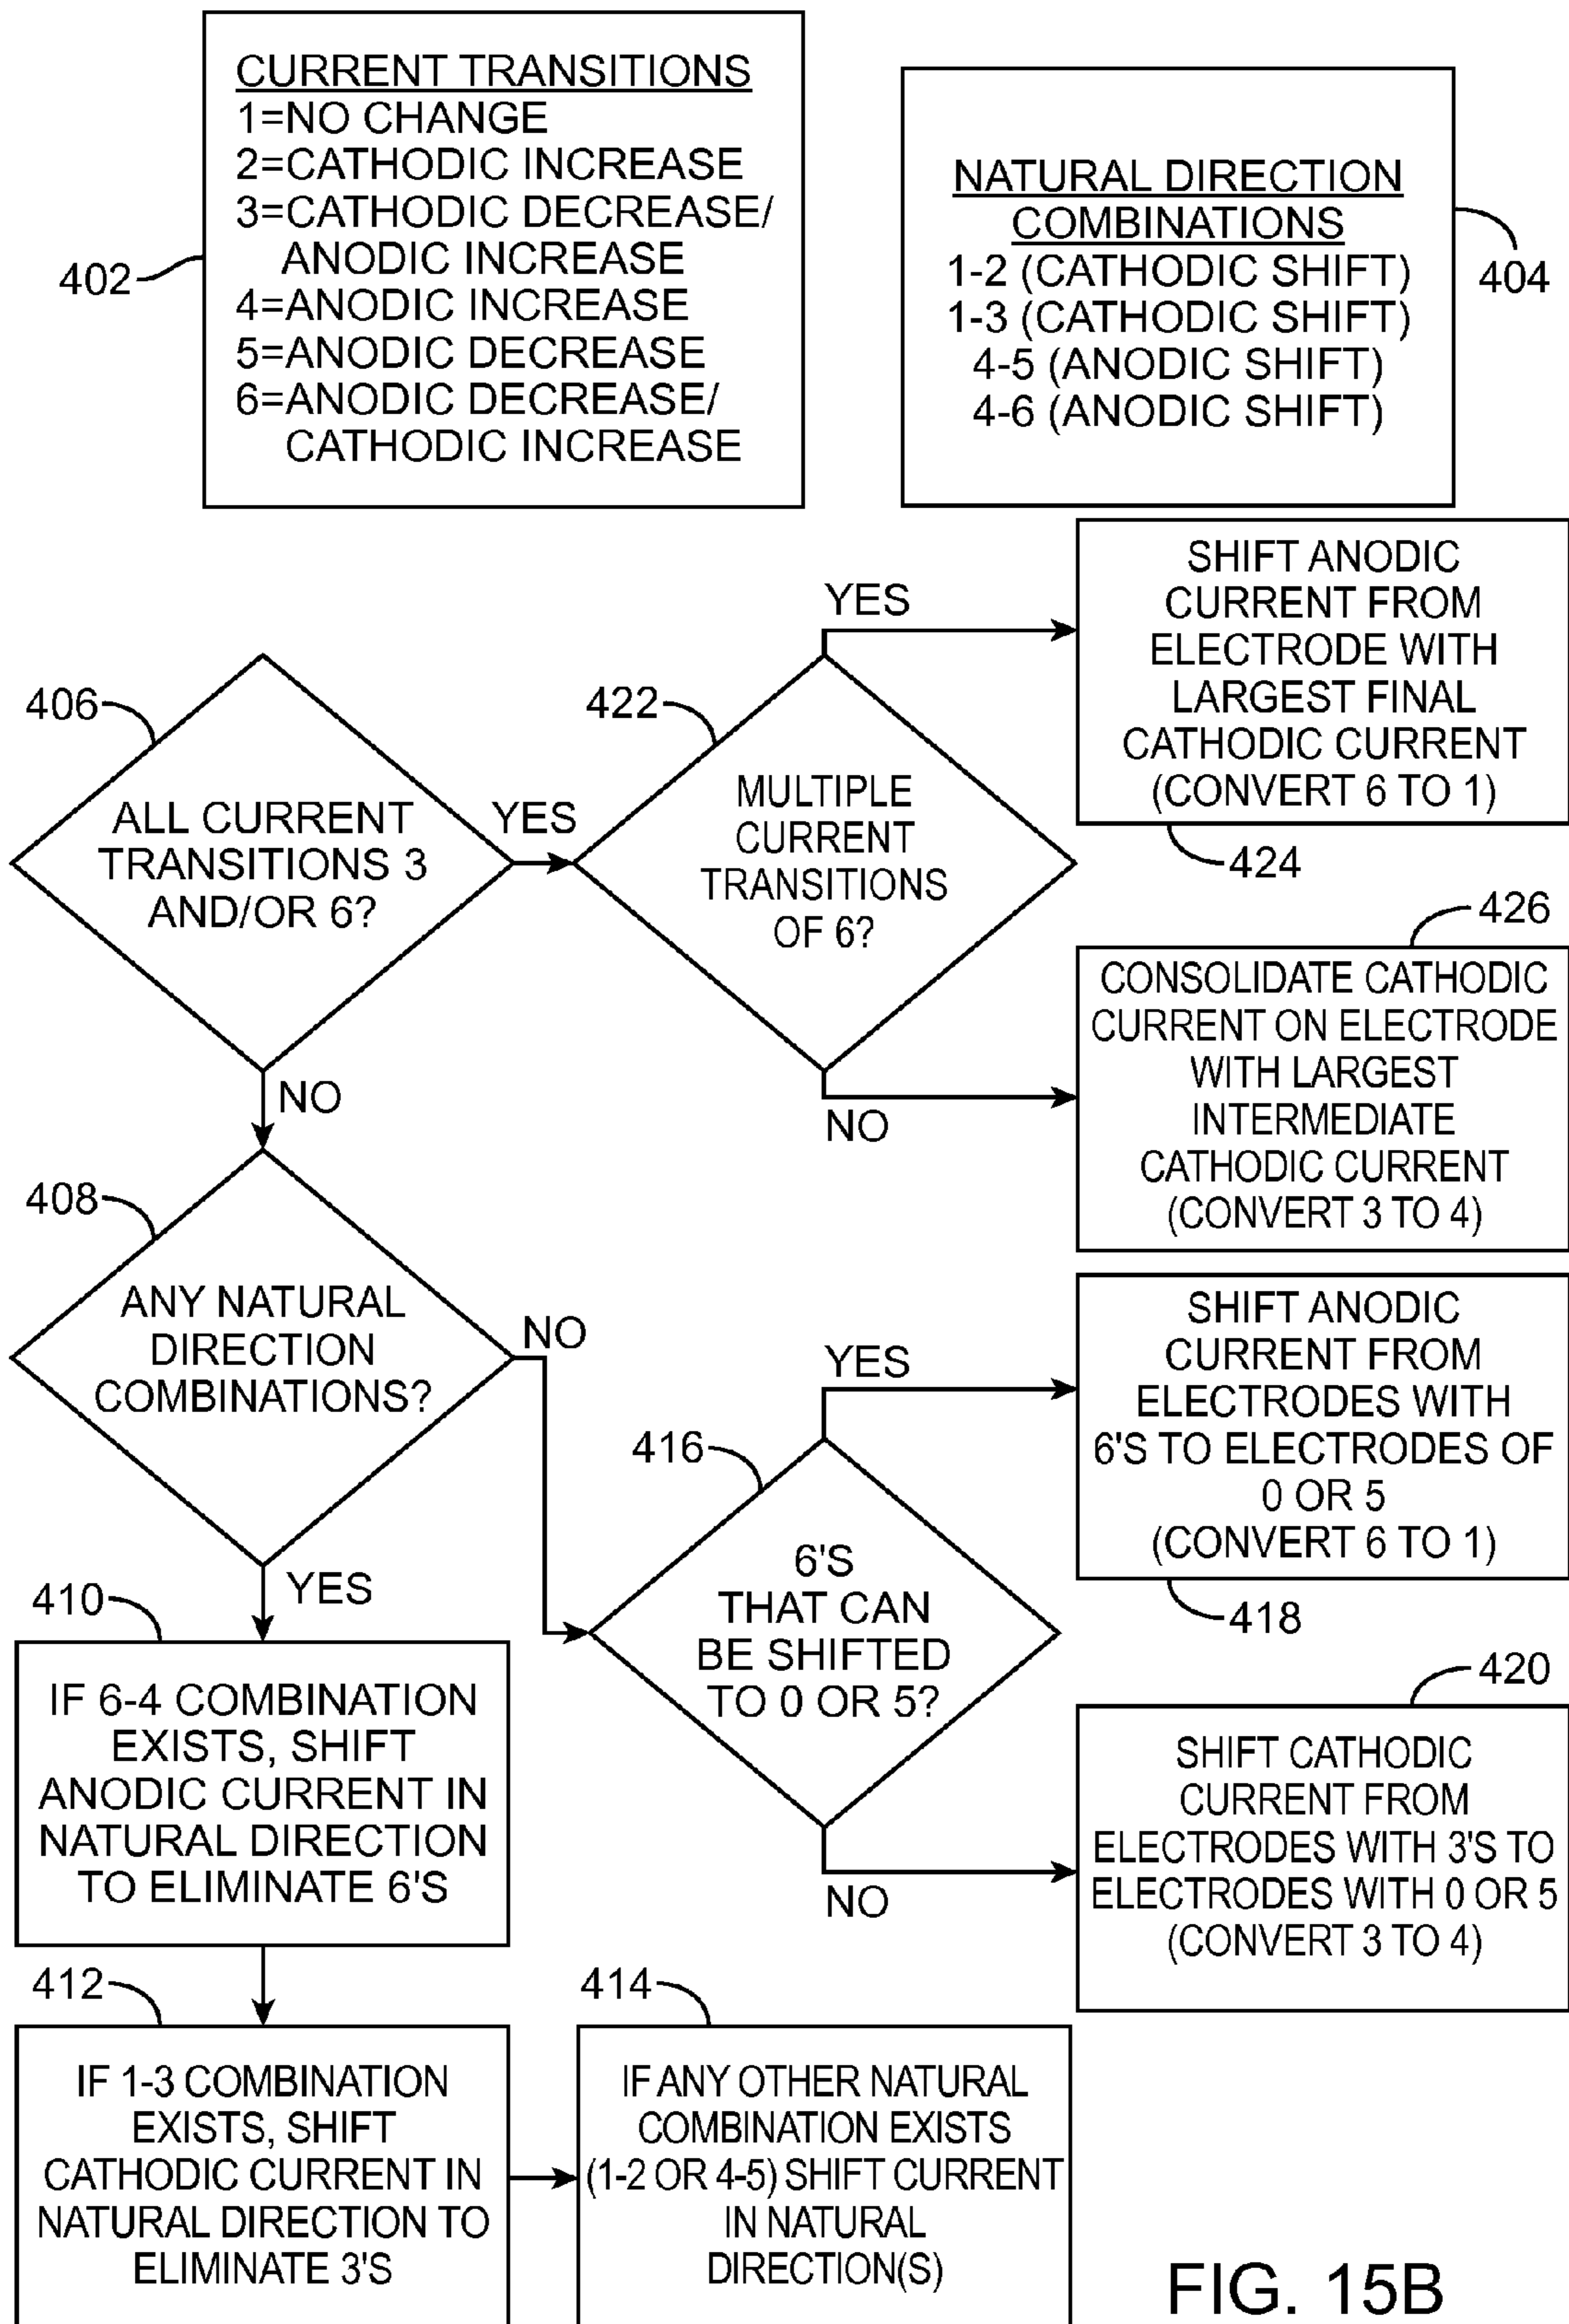 CURRENT TRANSITIONS
1=NO CHANGE
2=CATHODIC INCREASE
3=CATHODIC DECREASE/
ANODIC INCREASE
4=ANODIC INCREASE
5=ANODIC DECREASE
6=ANODIC DECREASE/
CATHODIC INCREASE
402
NATURAL DIRECTION
COMBINATIONS
1-2 (CATHODIC SHIFT)
1-3 (CATHODIC SHIFT)
4-5 (ANODIC SHIFT)
4-6 (ANODIC SHIFT)
404
406
ALL CURRENT
TRANSITIONS 3
AND/OR 6?
YES
NO
422
MULTIPLE
CURRENT
TRANSITIONS
OF 6?
YES
NO
SHIFT ANODIC
CURRENT FROM
ELECTRODE WITH
LARGEST FINAL
CATHODIC CURRENT
(CONVERT 6 TO 1)
424
426
CONSOLIDATE CATHODIC
CURRENT ON ELECTRODE
WITH LARGEST
INTERMEDIATE
CATHODIC CURRENT
(CONVERT 3 TO 4)
408
ANY NATURAL
DIRECTION
COMBINATIONS?
NO
YES
416
6'S
THAT CAN
BE SHIFTED
TO 0 OR 5?
YES
NO
SHIFT ANODIC
CURRENT FROM
ELECTRODES WITH
6'S TO ELECTRODES OF
0 OR 5
(CONVERT 6 TO 1)
418
420
SHIFT CATHODIC
CURRENT FROM
ELECTRODES WITH 3'S TO
ELECTRODES WITH 0 OR 5
(CONVERT 3 TO 4)
410
IF 6-4 COMBINATION
EXISTS, SHIFT
ANODIC CURRENT IN
NATURAL DIRECTION
TO ELIMINATE 6'S
412
IF 1-3 COMBINATION
EXISTS, SHIFT
CATHODIC CURRENT IN
NATURAL DIRECTION TO
ELIMINATE 3'S
414
IF ANY OTHER NATURAL
COMBINATION EXISTS
(1-2 OR 4-5) SHIFT CURRENT
IN NATURAL
DIRECTION(S)
FIG. 15B